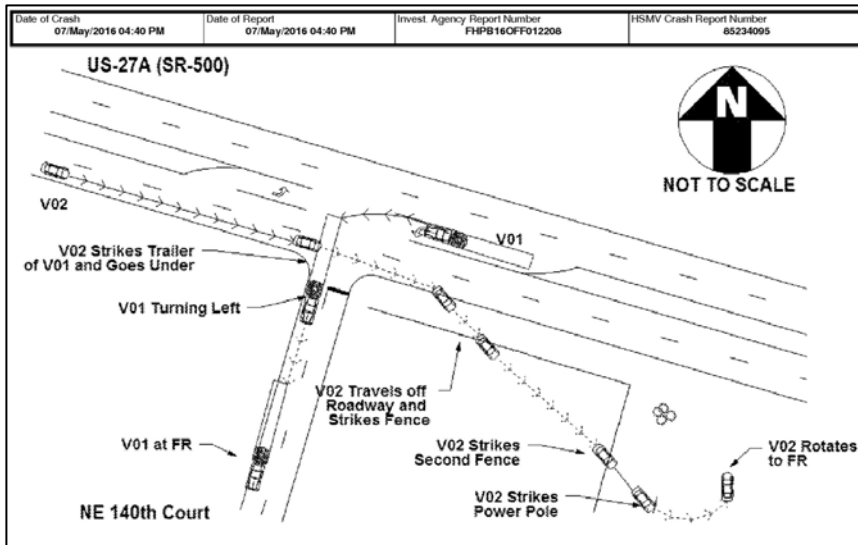 Date of Crash
07/May/2016 04:40 PM
Date of Report
07/May/2016 04:40 PM
Invest. Agency Report Number
FHPB16OFF012208
HSMV Crash Report Number
85234095
US-27A (SR-500)
N
NOT TO SCALE
V02
V01
V02 Strikes Trailer
of V01 and Goes Under
V01 Turning Left
V02 Travels off
Roadway and
Strikes Fence
V01 at FR
V02 Strikes
Second Fence
V02 Rotates
to FR
V02 Strikes
Power Pole
NE 140th Court